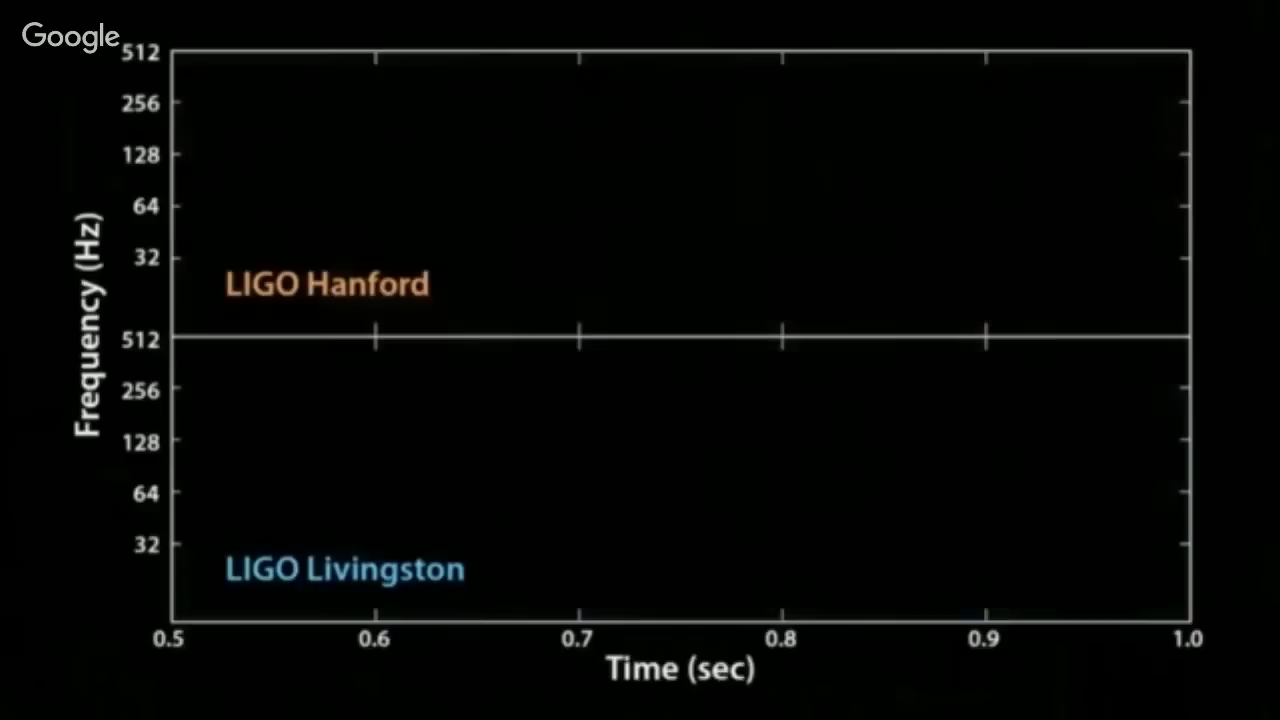 Google
512
256
128
64
32
LIGO Hanford
Frequency (Hz)
512
256
128
64
32
LIGO Livingston
0.5 0.6 0.7 0.8 0.9 1.0
Time (sec)